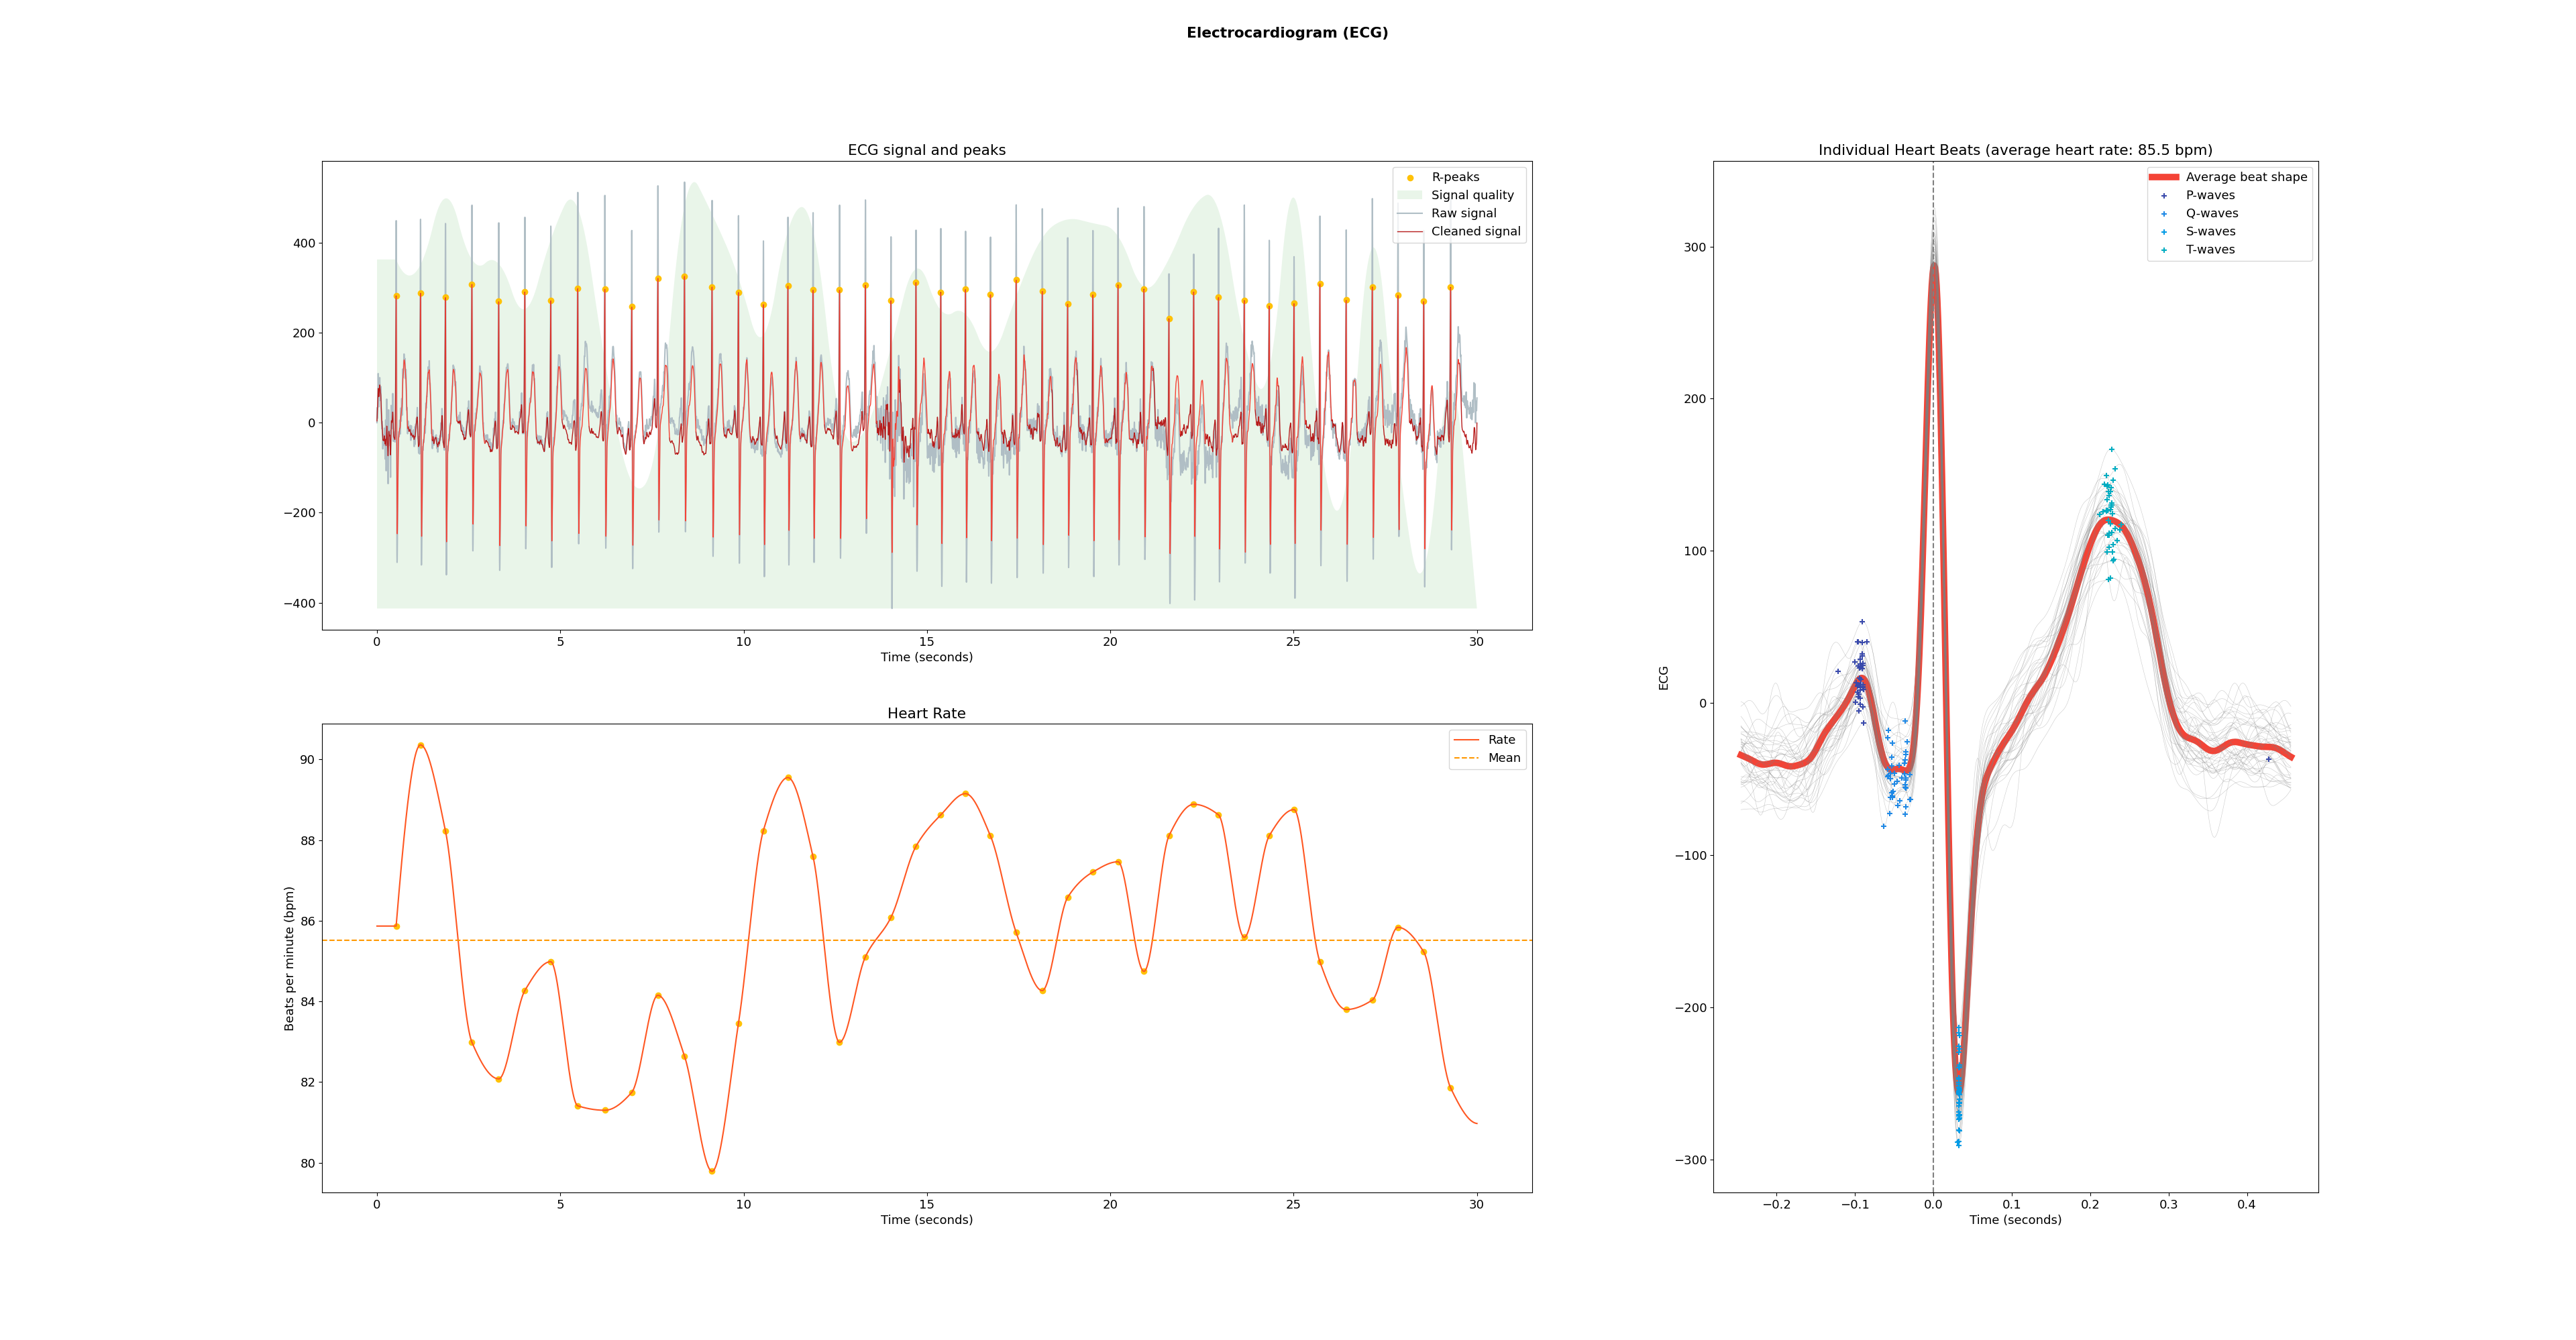 Electrocardiogram (ECG)
ECG signal and peaks
R-peaks
Signal quality
Raw signal
Cleaned signal
400
200
0
−200
−400
0 5 10 15 20 25 30
Time (seconds)
Heart Rate
Rate
Mean
Beats per minute (bpm)
90
88
86
84
82
80
0 5 10 15 20 25 30
Time (seconds)
Individual Heart Beats (average heart rate: 85.5 bpm)
Average beat shape
P-waves
Q-waves
S-waves
T-waves
ECG
300
200
100
0
−100
−200
−300
−0.2 −0.1 0.0 0.1 0.2 0.3 0.4
Time (seconds)